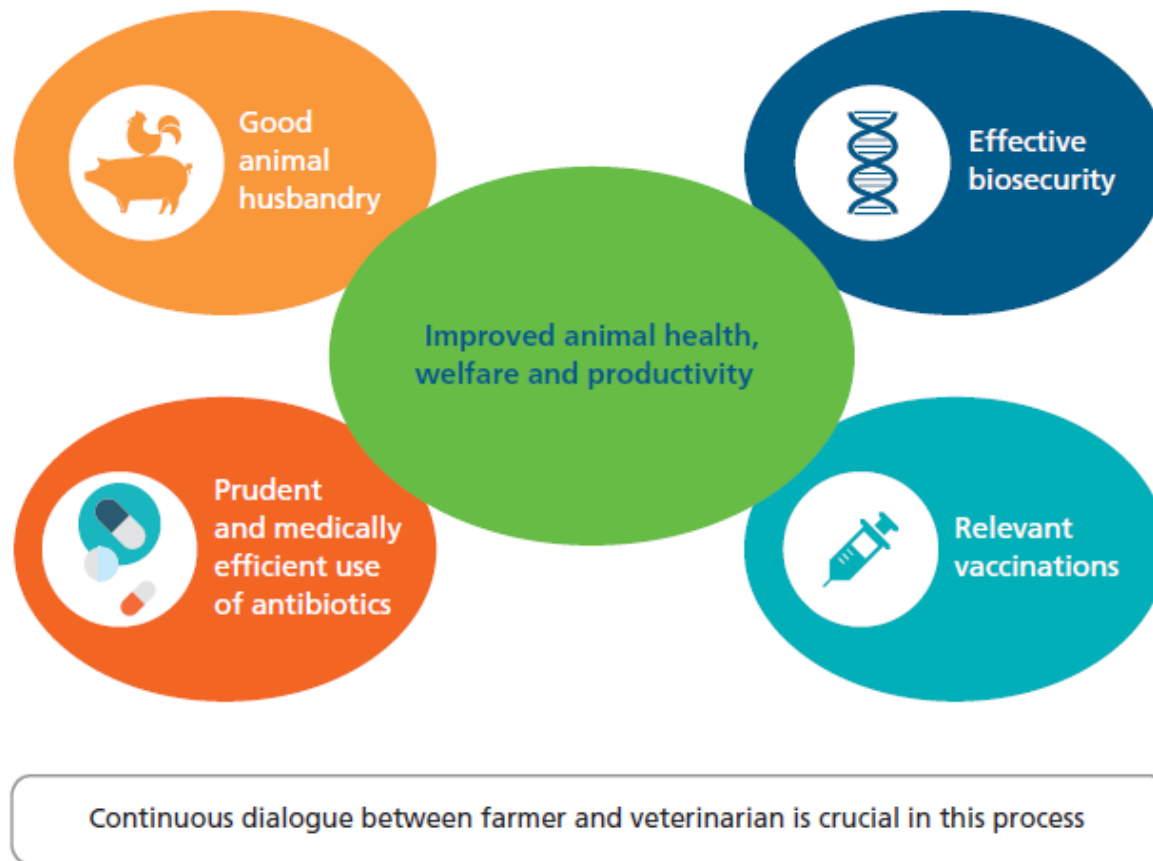 Good
animal
husbandry
Effective
biosecurity
Improved animal health,
welfare and productivity
Prudent
and medically
efficient use
of antibiotics
Relevant
vaccinations
Continuous dialogue between farmer and veterinarian is crucial in this process